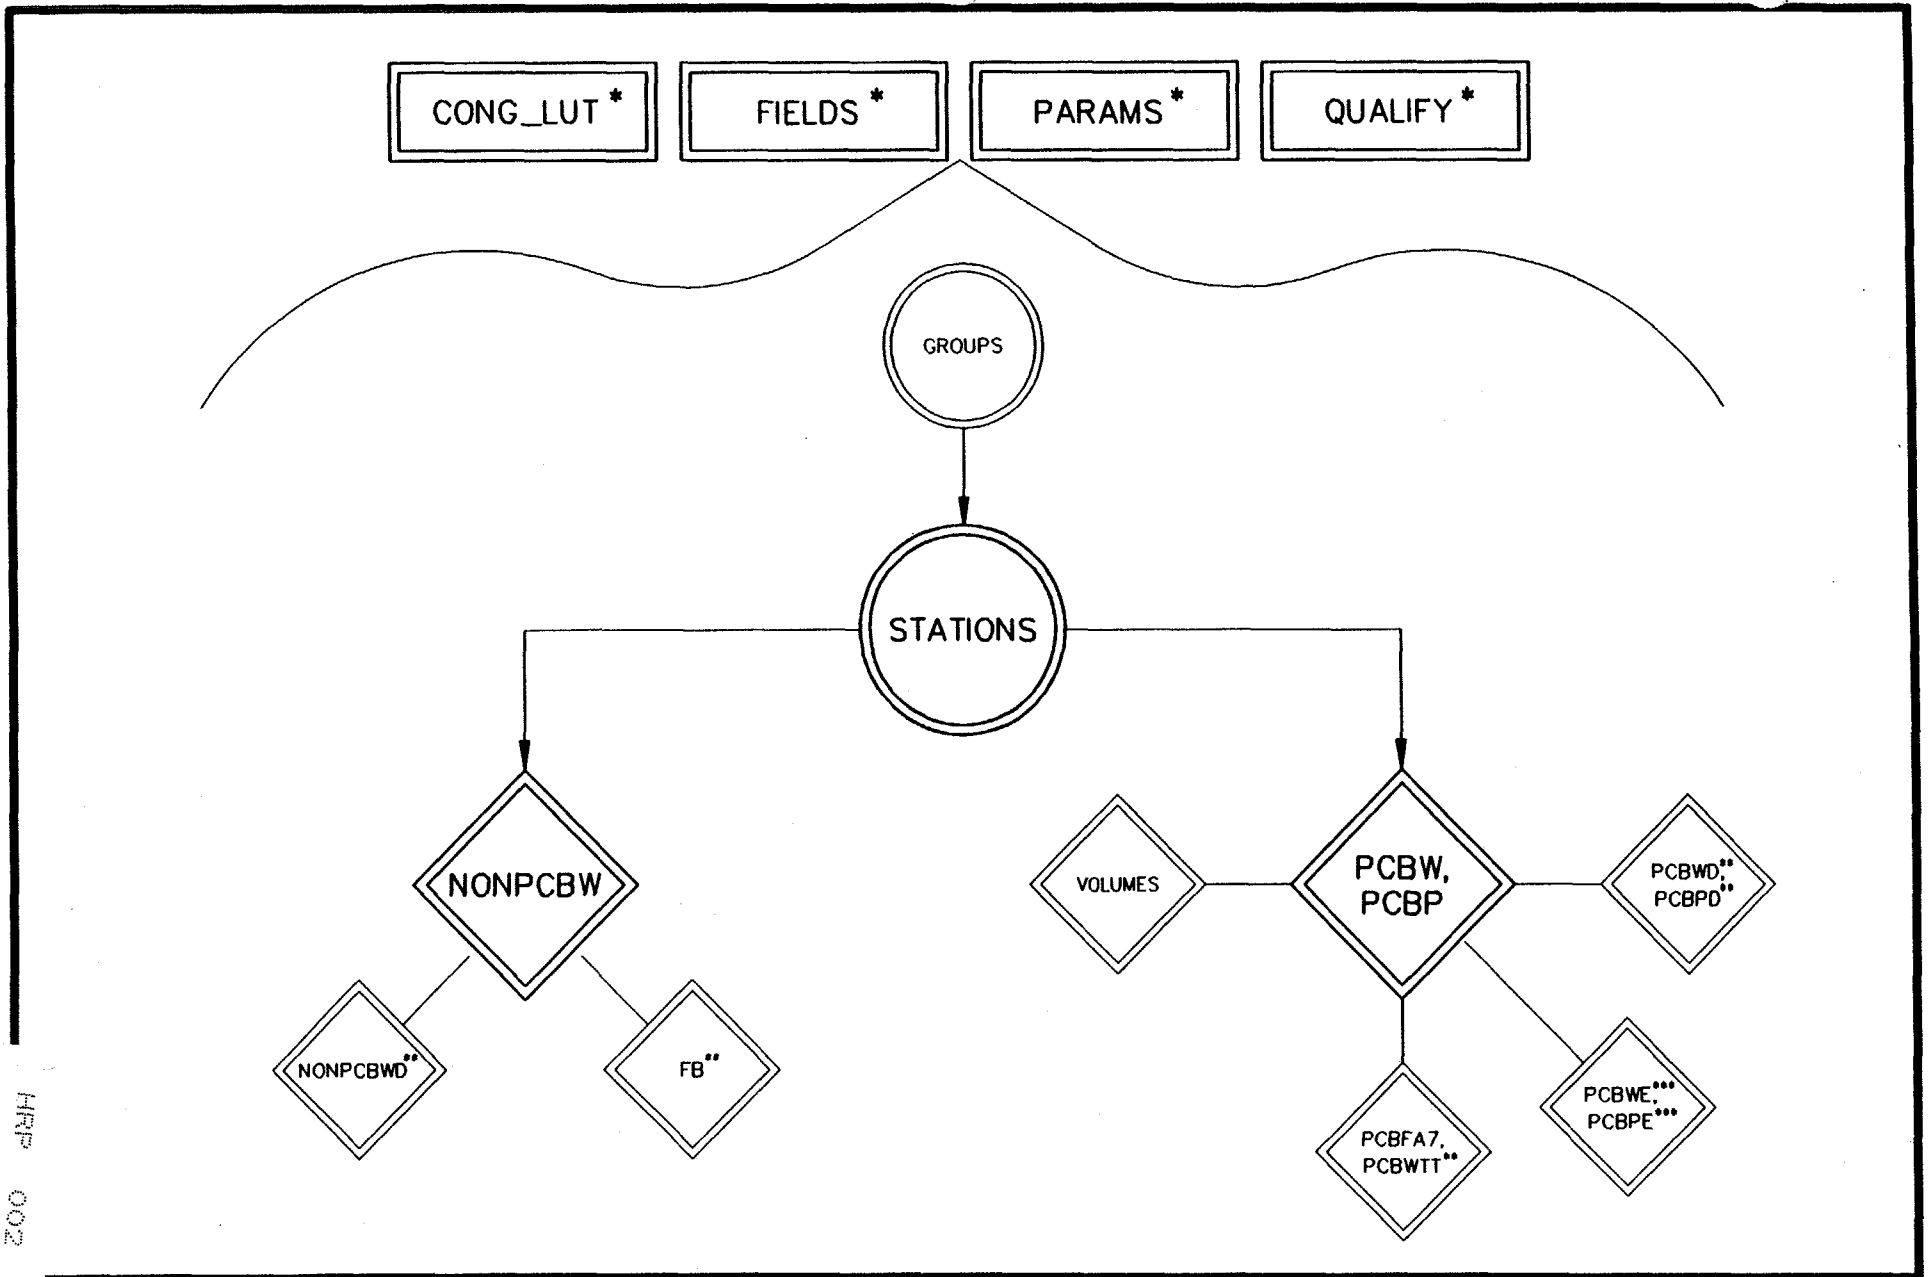 CONG_LUT *
FIELDS *
PARAMS *
QUALIFY *
GROUPS
STATIONS
NONPCBW
NONPCBWD**
FB**
VOLUMES
PCBW,
PCBP
PCBWD,**
PCBPD**
PCBWE,***
PCBPE***
PCBFA7,
PCBWTT**
HRP 002